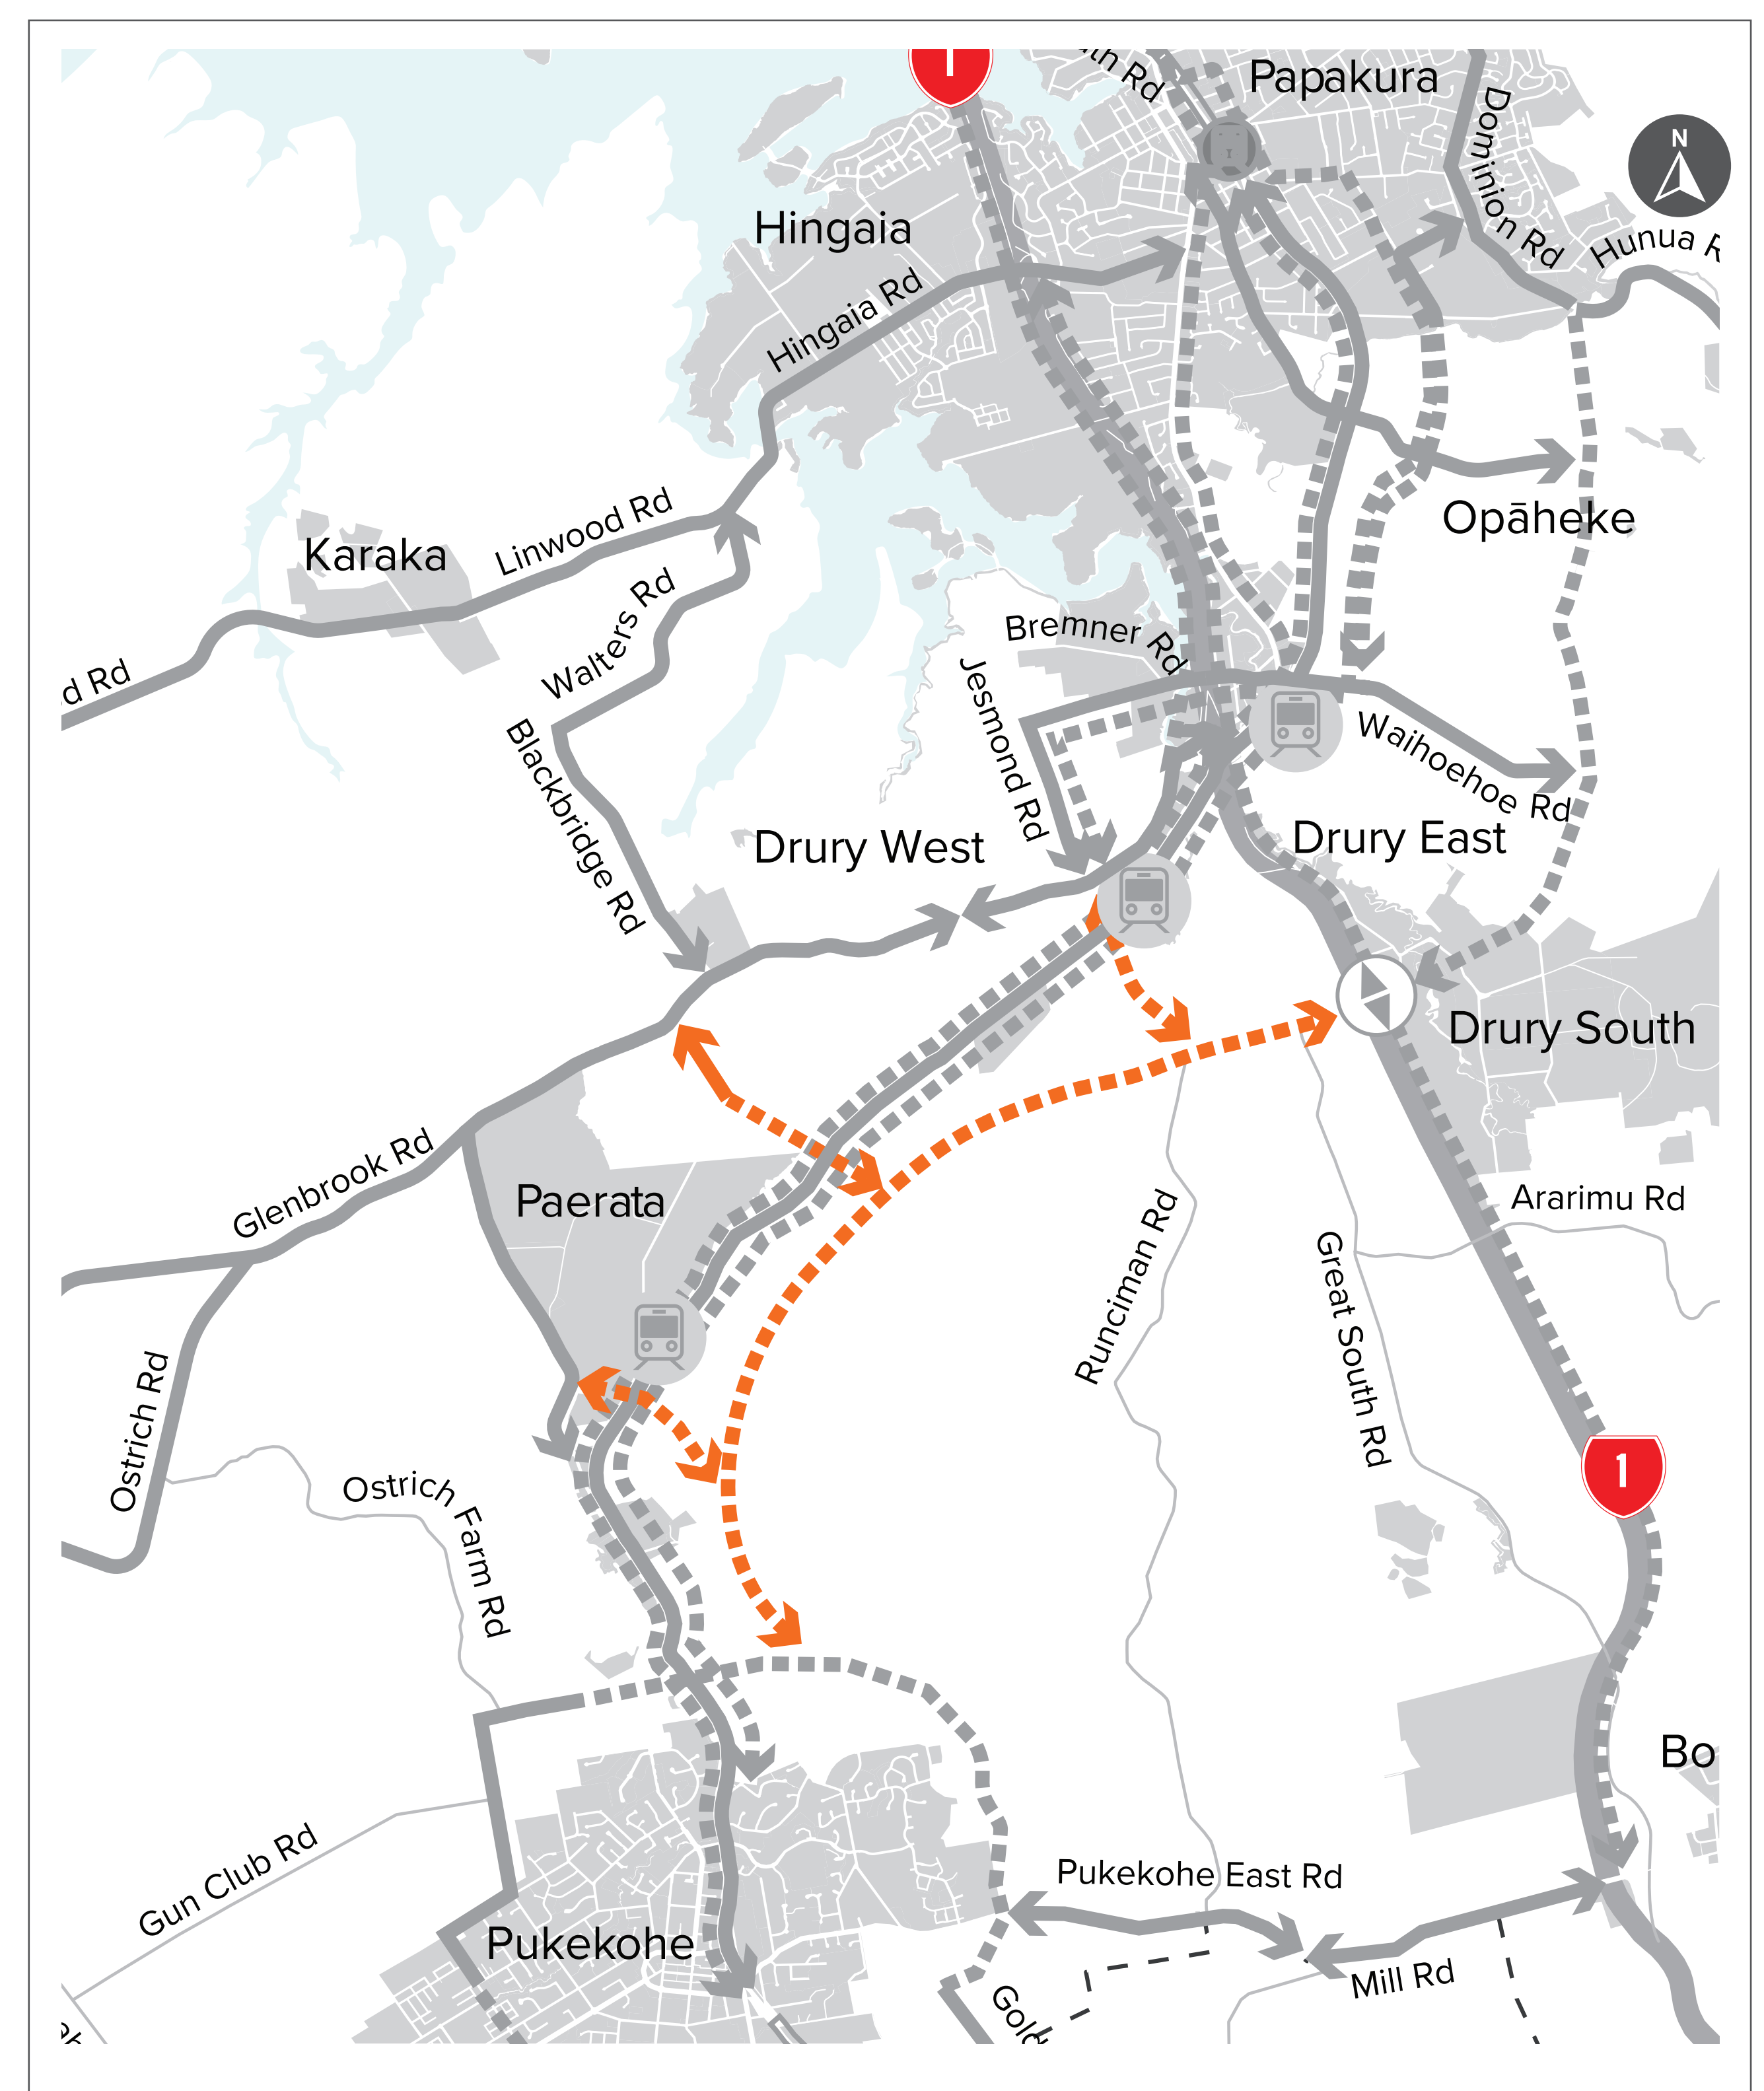 1
Papakura
Dominion Rd
N
Hunua
Hingaia
Hingaia Rd
Opāheke
Linwood Rd
Karaka
Walters Rd
Bremner Rd
Rd
Jesmond Rd
Blackbridge Rd
Waihoehoe Rd
Drury West
Drury East
Drury South
Glenbrook Rd
Paerata
Ararimu Rd
Runciman Rd
Great South Rd
Ostrich Rd
1
Ostrich Farm Rd
Bo
Gun Club Rd
Pukekohe East Rd
Pukekohe
Mill Rd
Gold